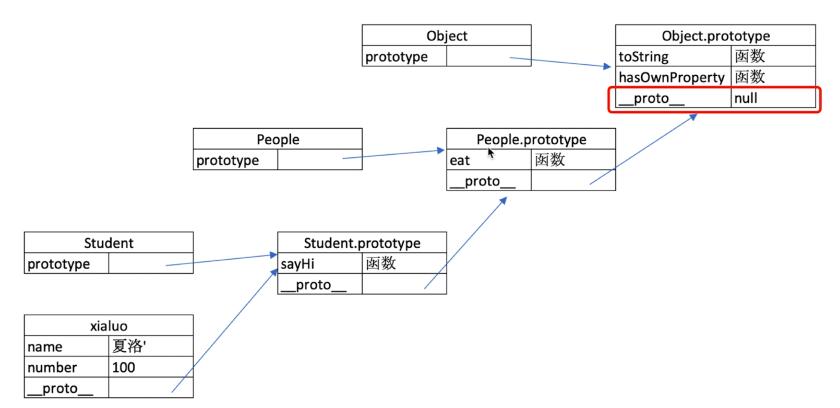 Object
prototype
Object.prototype
toString 函数
hasOwnProperty 函数
__proto__ null
People
prototype
People.prototype
eat 函数
__proto__
Student
prototype
Student.prototype
sayHi 函数
__proto__
xialuo
name 夏洛'
number 100
__proto__